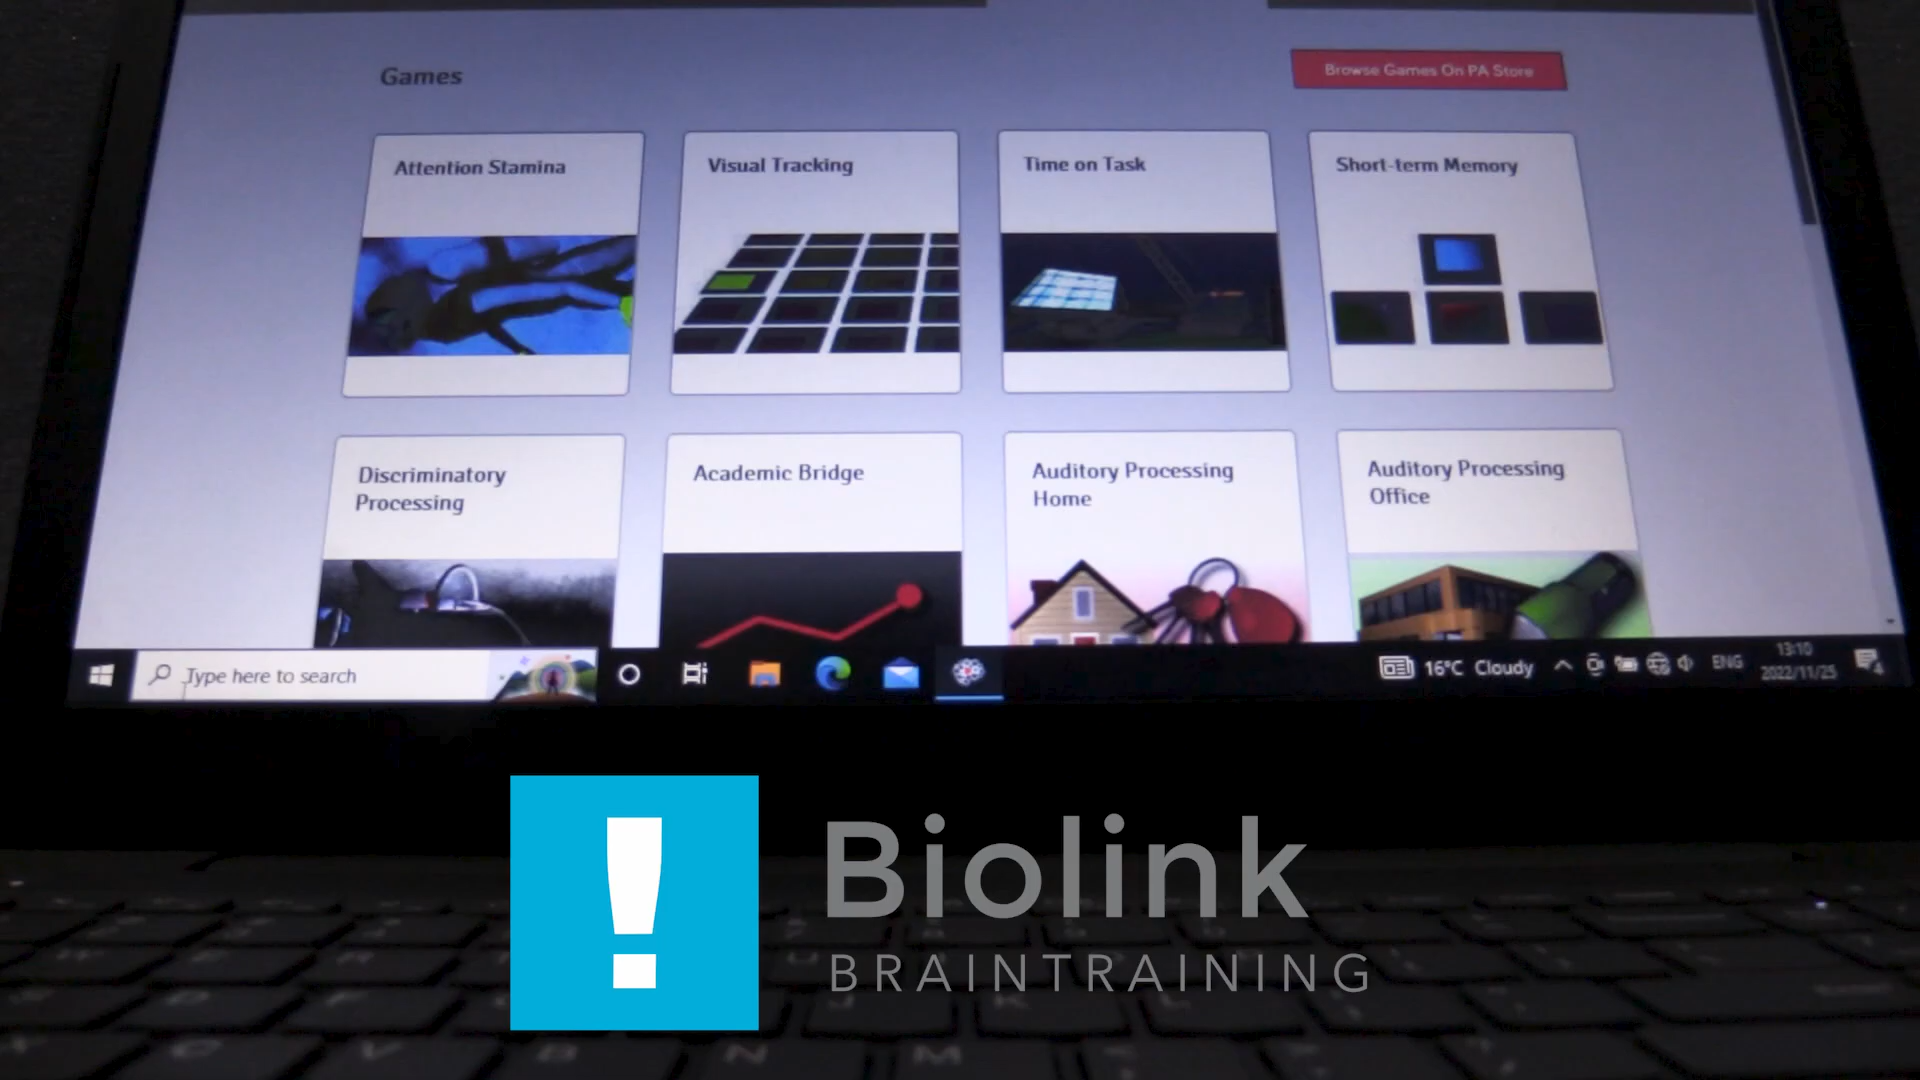 Games
Browse Games On PA Store
Attention Stamina
Visual Tracking
Time on Task
Short-term Memory
Discriminatory
Processing
Academic Bridge
Auditory Processing
Home
Auditory Processing
Office
Type here to search
16°C Cloudy
ENG
13:10
2022/11/25
4
!
Biolink
BRAINTRAINING
C
V
B
N
M